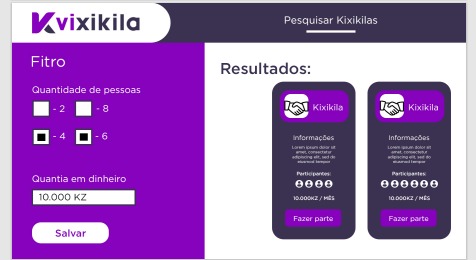 Kvixikila
Pesquisar Kixikilas
Fitro
Quantidade de pessoas
- 2 - 8
- 4 - 6
Quantia em dinheiro
10.000 KZ
Salvar
Resultados:
Kixikila
Informações
Lorem ipsum dolor sit
amet, consectetur
adipiscing elit, sed do
eiusmod tempor
Participantes:
10.000KZ / MÊS
Fazer parte
Kixikila
Informações
Lorem ipsum dolor sit
amet, consectetur
adipiscing elit, sed do
eiusmod tempor
Participantes:
10.000KZ / MÊS
Fazer parte